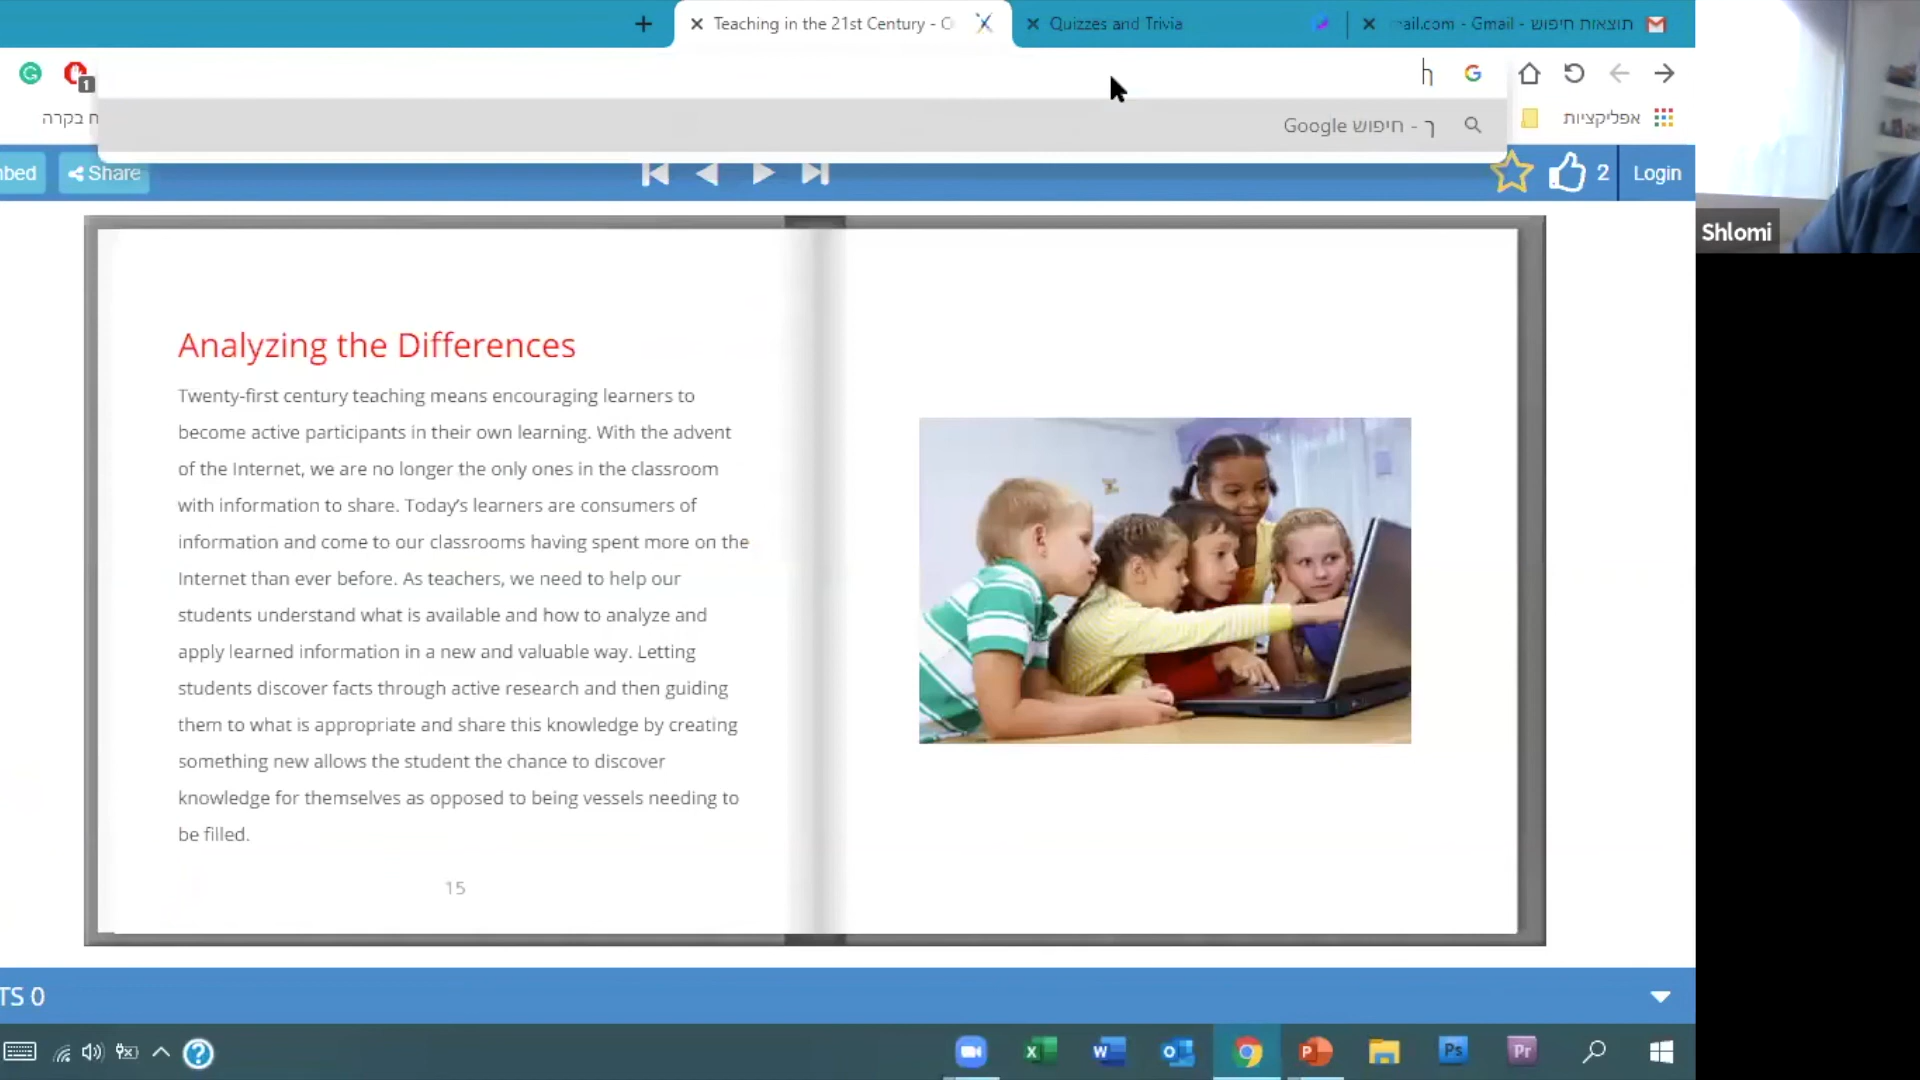 Teaching in the 21st Century - C
Quizzes and Trivia
ail.com - Gmail - תוצאות חיפוש
1
ח בקרה
ך - חיפוש Google
אפליקציות
bed
Share
2
Login
Shlomi
Analyzing the Differences
Twenty-first century teaching means encouraging learners to
become active participants in their own learning. With the advent
of the Internet, we are no longer the only ones in the classroom
with information to share. Today’s learners are consumers of
information and come to our classrooms having spent more on the
Internet than ever before. As teachers, we need to help our
students understand what is available and how to analyze and
apply learned information in a new and valuable way. Letting
students discover facts through active research and then guiding
them to what is appropriate and share this knowledge by creating
something new allows the student the chance to discover
knowledge for themselves as opposed to being vessels needing to
be filled.
15
TS 0